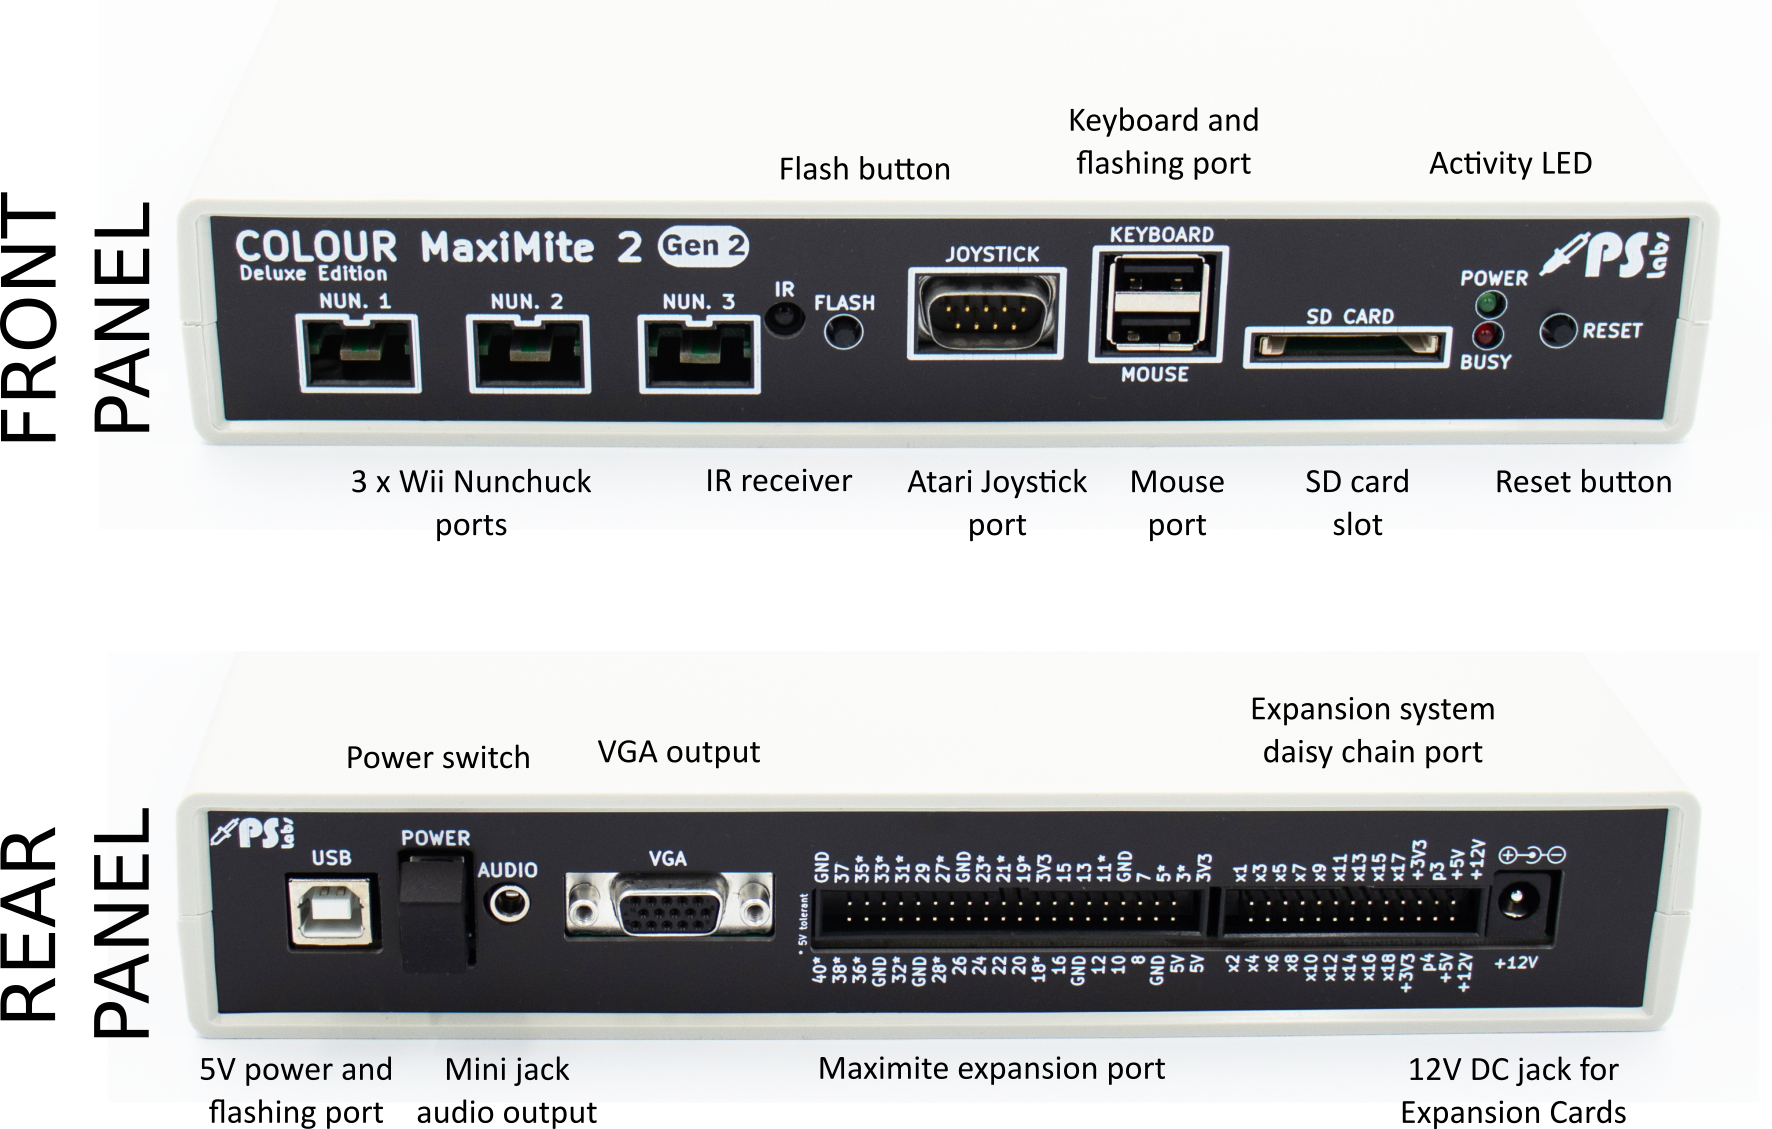 FRONT
PANEL
Flash button
Keyboard and
flashing port
Activity LED
COLOUR MaxiMite 2 Gen 2
Deluxe Edition
NUN. 1
NUN. 2
NUN. 3
IR
FLASH
JOYSTICK
KEYBOARD
MOUSE
SD CARD
POWER
BUSY
RESET
PS labs
3 x Wii Nunchuck
ports
IR receiver
Atari Joystick
port
Mouse
port
SD card
slot
Reset button
REAR
PANEL
Power switch
VGA output
Expansion system
daisy chain port
PS labs
USB
POWER
AUDIO
VGA
* 5V tolerant
GND 37 35* 33* 31* 29 27* GND 23* 21* 19* 3V3 15 13 11* GND 7 5* 3* 3V3
40* 38* 36* GND 32* GND 28* 26 24 22 20 18* 16 GND 12 10 8 GND 5V 5V
x1 x3 x5 x7 x9 x11 x13 x15 x17 +3V3 p3 +5V +12V
x2 x4 x6 x8 x10 x12 x14 x16 x18 +3V3 p4 +5V +12V
+12V
5V power and
flashing port
Mini jack
audio output
Maximite expansion port
12V DC jack for
Expansion Cards